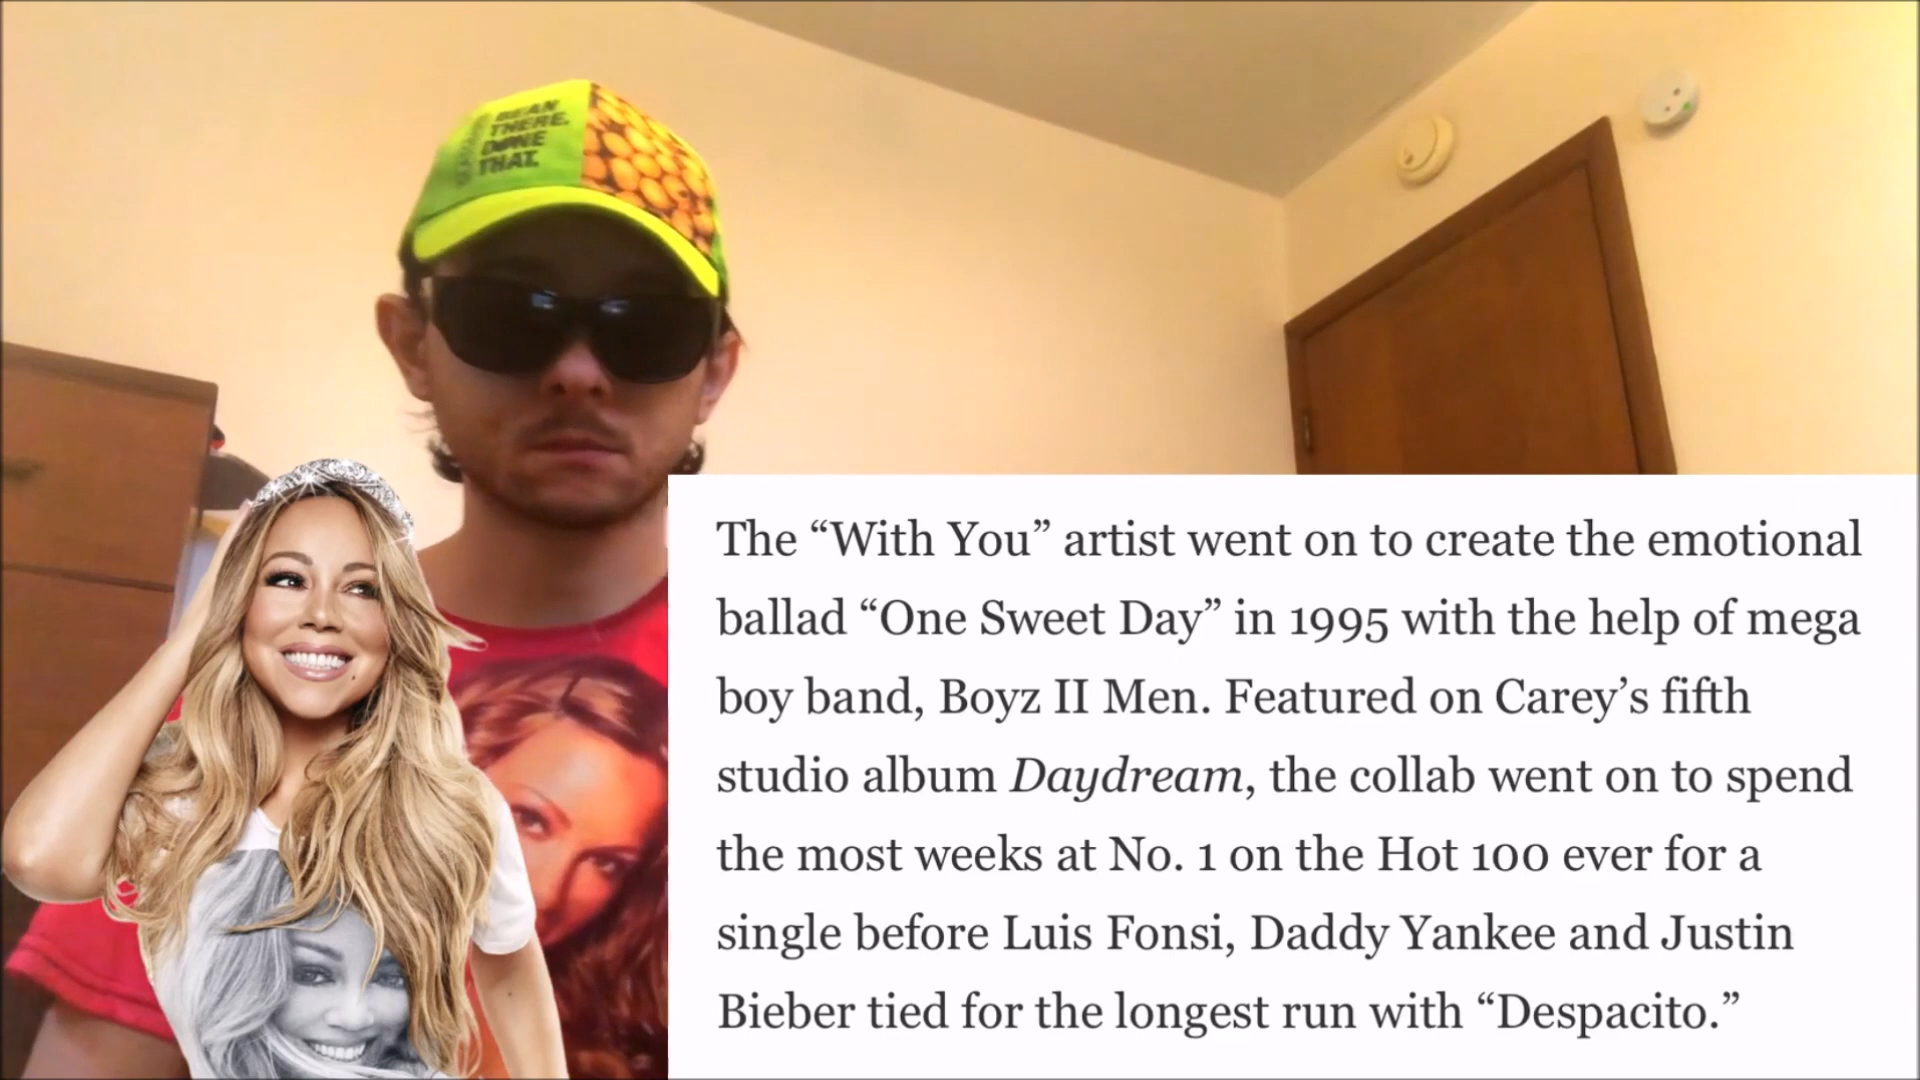 BEAN
THERE.
DONE
THAT.
The “With You” artist went on to create the emotional
ballad “One Sweet Day” in 1995 with the help of mega
boy band, Boyz II Men. Featured on Carey’s fifth
studio album Daydream, the collab went on to spend
the most weeks at No. 1 on the Hot 100 ever for a
single before Luis Fonsi, Daddy Yankee and Justin
Bieber tied for the longest run with “Despacito.”